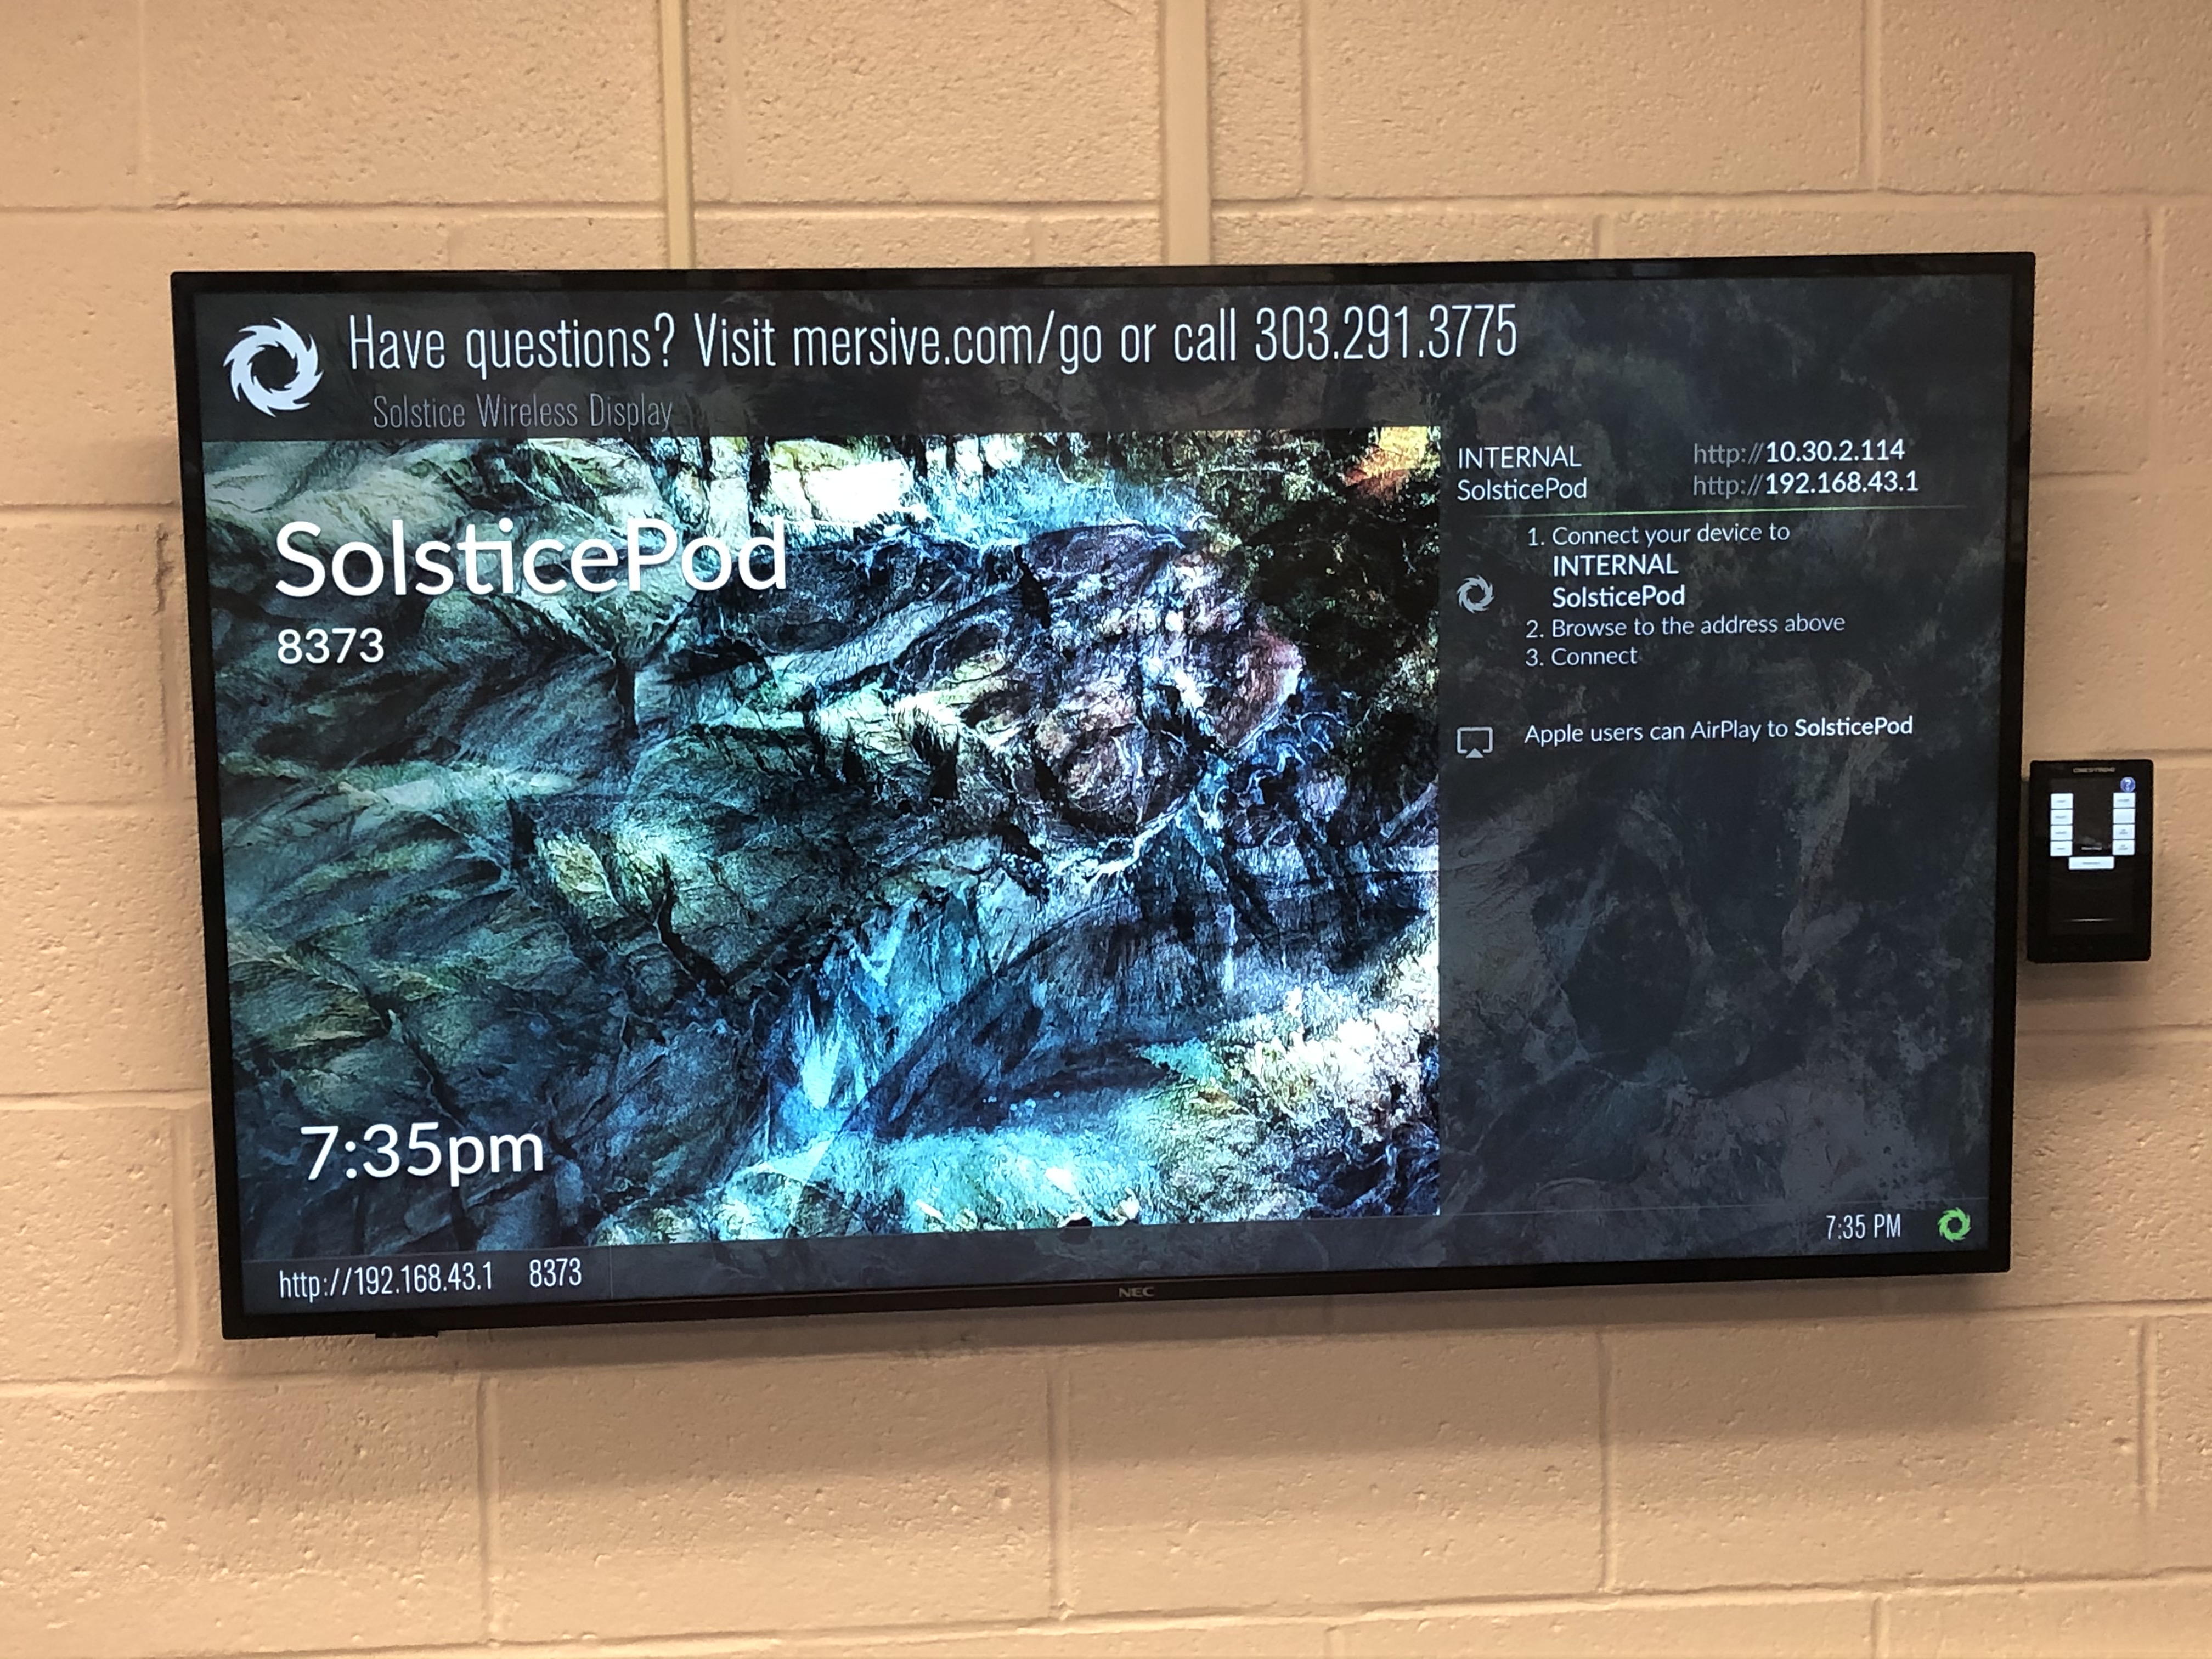 Have questions? Visit mersive.com/go or call 303.291.3775
Solstice Wireless Display
SolsticePod
8373
7:35pm
INTERNAL http://10.30.2.114
SolsticePod http://192.168.43.1
1. Connect your device to
INTERNAL
SolsticePod
2. Browse to the address above
3. Connect
Apple users can AirPlay to SolsticePod
http://192.168.43.1 8373
7:35 PM
NEC
CRESTRON
?